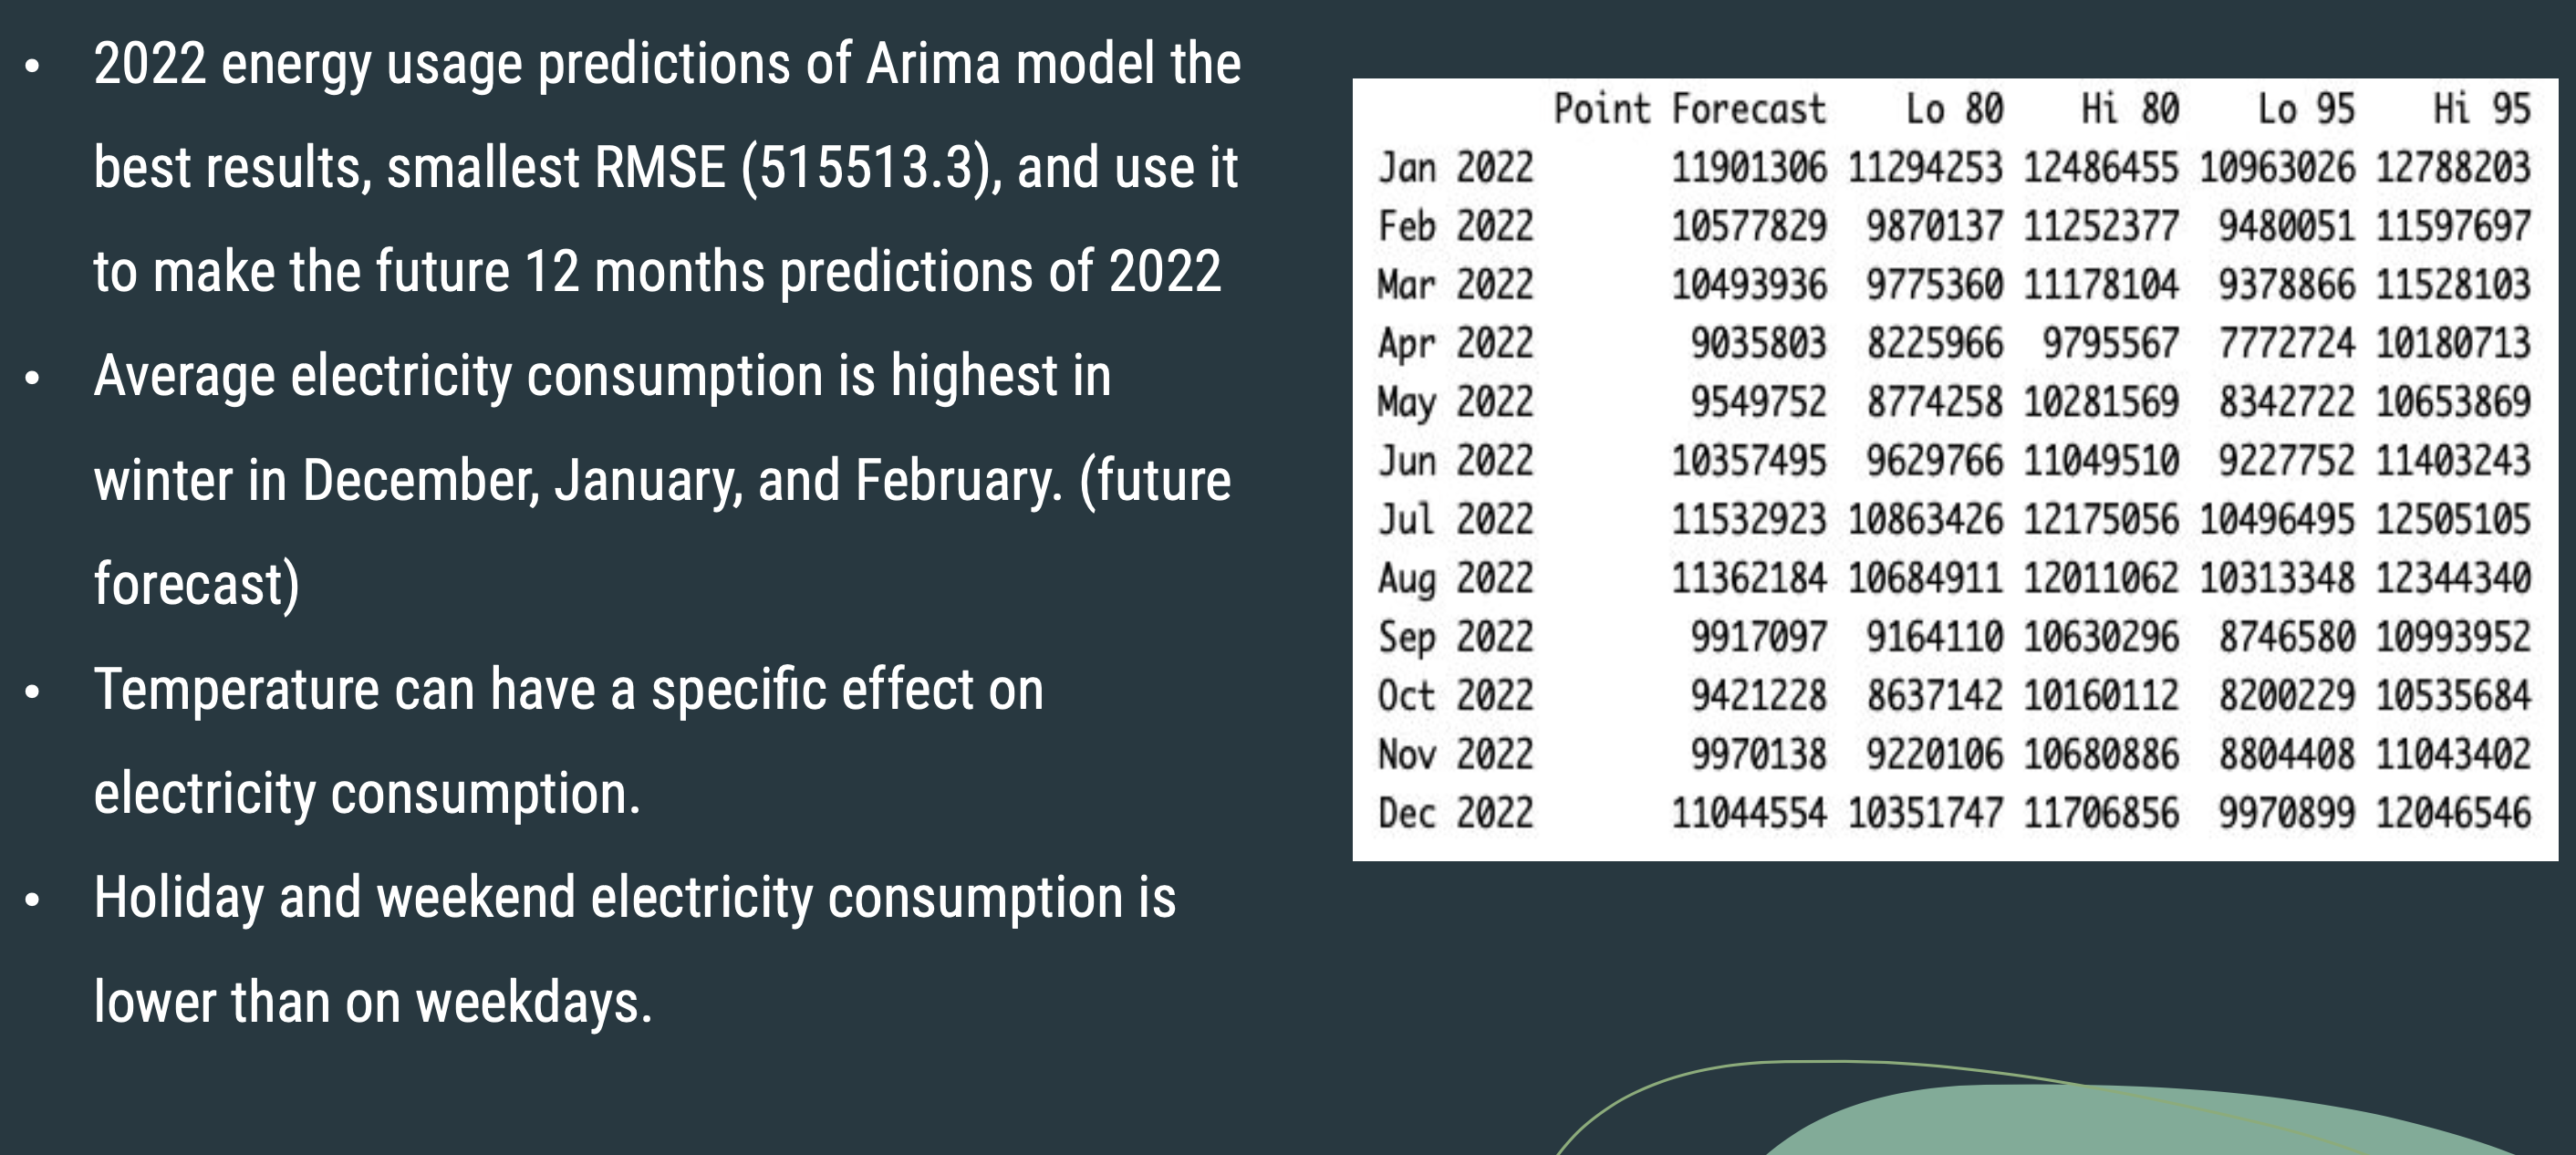 • 2022 energy usage predictions of Arima model the
best results, smallest RMSE (515513.3), and use it
to make the future 12 months predictions of 2022
• Average electricity consumption is highest in
winter in December, January, and February. (future
forecast)
• Temperature can have a specific effect on
electricity consumption.
• Holiday and weekend electricity consumption is
lower than on weekdays.
Point Forecast Lo 80 Hi 80 Lo 95 Hi 95
Jan 2022 11901306 11294253 12486455 10963026 12788203
Feb 2022 10577829 9870137 11252377 9480051 11597697
Mar 2022 10493936 9775360 11178104 9378866 11528103
Apr 2022 9035803 8225966 9795567 7772724 10180713
May 2022 9549752 8774258 10281569 8342722 10653869
Jun 2022 10357495 9629766 11049510 9227752 11403243
Jul 2022 11532923 10863426 12175056 10496495 12505105
Aug 2022 11362184 10684911 12011062 10313348 12344340
Sep 2022 9917097 9164110 10630296 8746580 10993952
Oct 2022 9421228 8637142 10160112 8200229 10535684
Nov 2022 9970138 9220106 10680886 8804408 11043402
Dec 2022 11044554 10351747 11706856 9970899 12046546